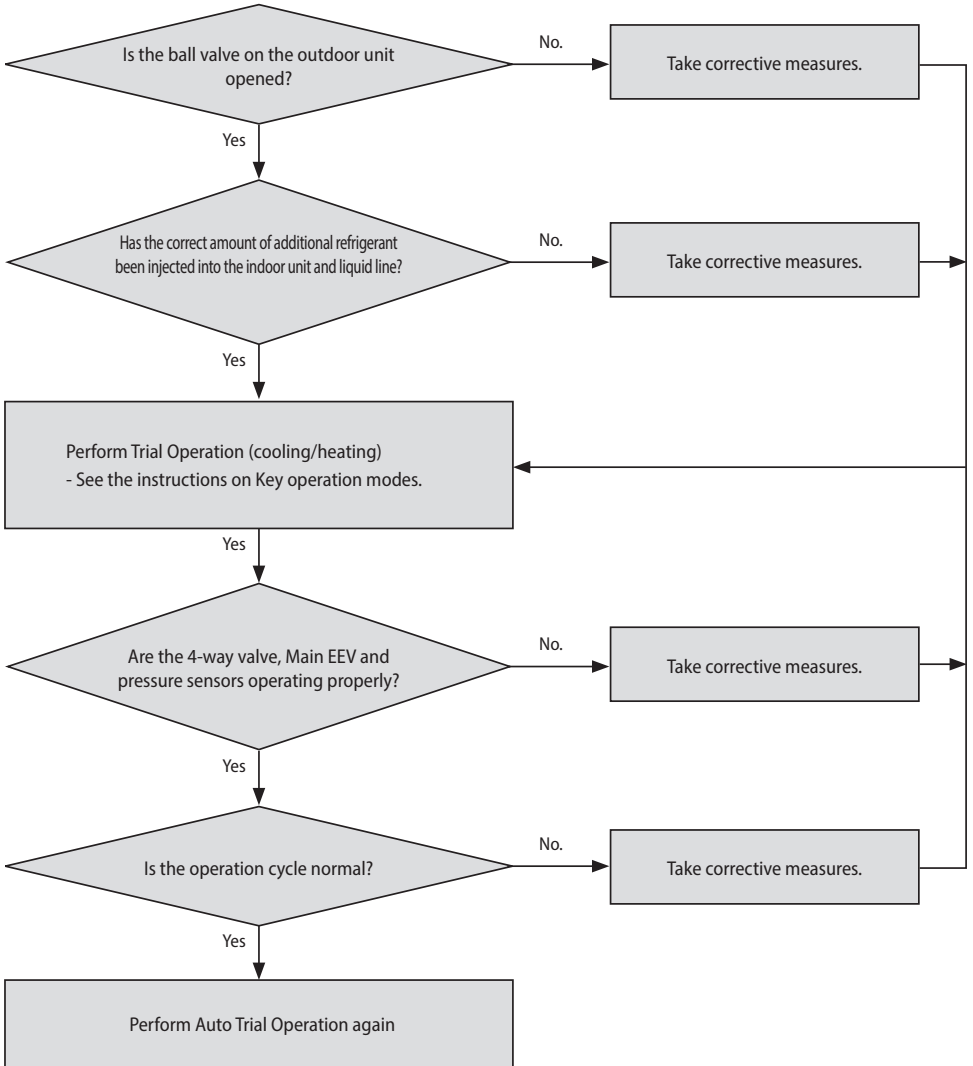 Is the ball valve on the outdoor unit
opened?
No.
Take corrective measures.
Yes
Has the correct amount of additional refrigerant
been injected into the indoor unit and liquid line?
No.
Take corrective measures.
Yes
Perform Trial Operation (cooling/heating)
- See the instructions on Key operation modes.
Yes
Are the 4-way valve, Main EEV and
pressure sensors operating properly?
No.
Take corrective measures.
Yes
Is the operation cycle normal?
No.
Take corrective measures.
Yes
Perform Auto Trial Operation again